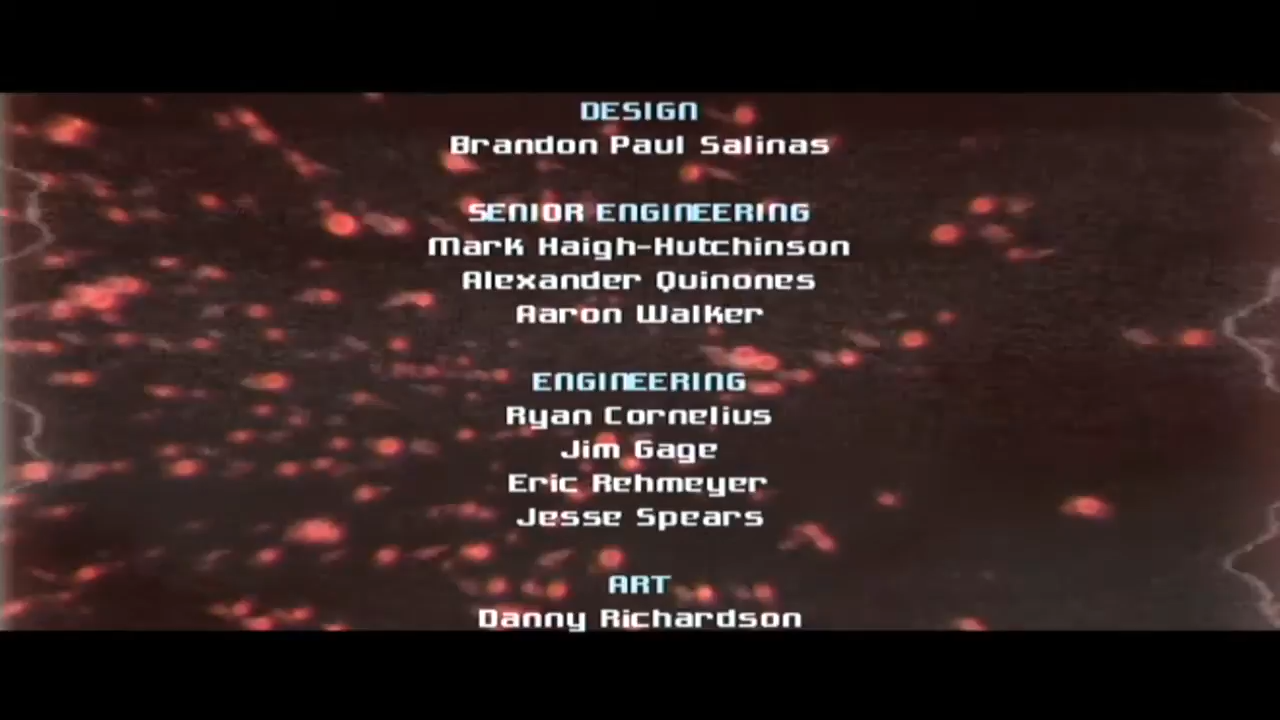 DESIGN
Brandon Paul Salinas
SENIOR ENGINEERING
Mark Haigh-Hutchinson
Alexander Quinones
Aaron Walker
ENGINEERING
Ryan Cornelius
Jim Gage
Eric Rehmeyer
Jesse Spears
ART
Danny Richardson